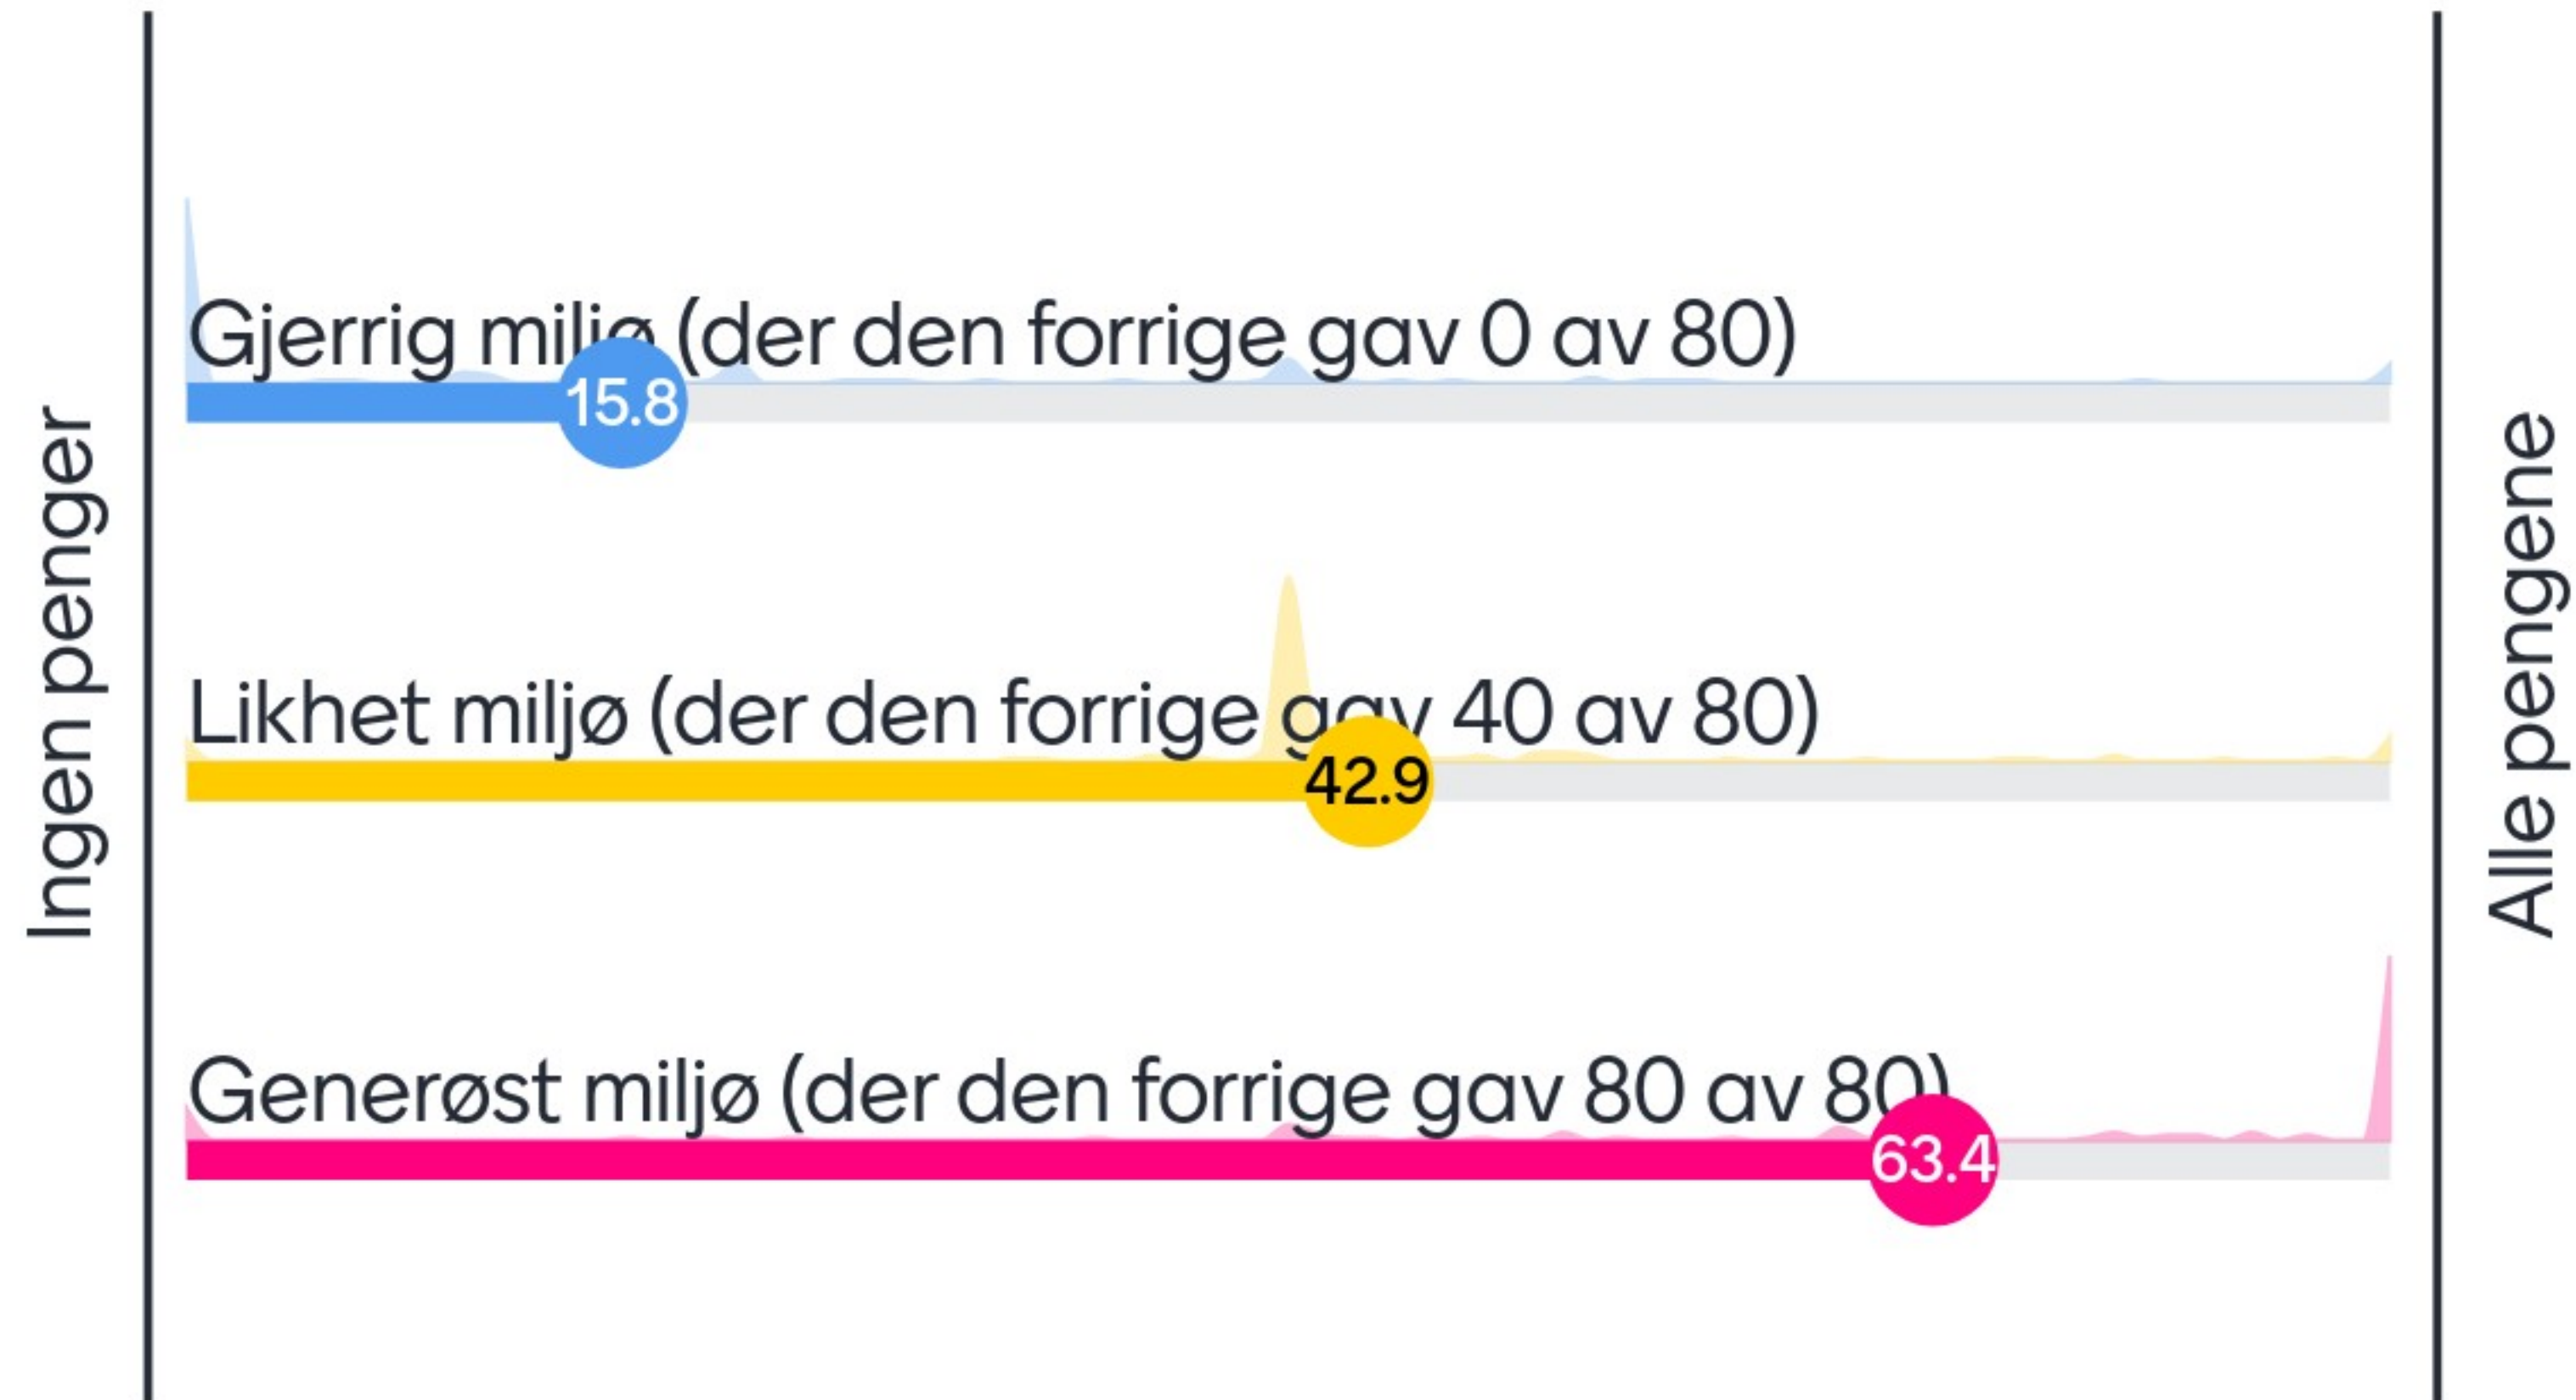 Ingen penger
Gjerrig miljø (der den forrige gav 0 av 80)
15.8
Likhet miljø (der den forrige gav 40 av 80)
42.9
Generøst miljø (der den forrige gav 80 av 80)
63.4
Alle pengene